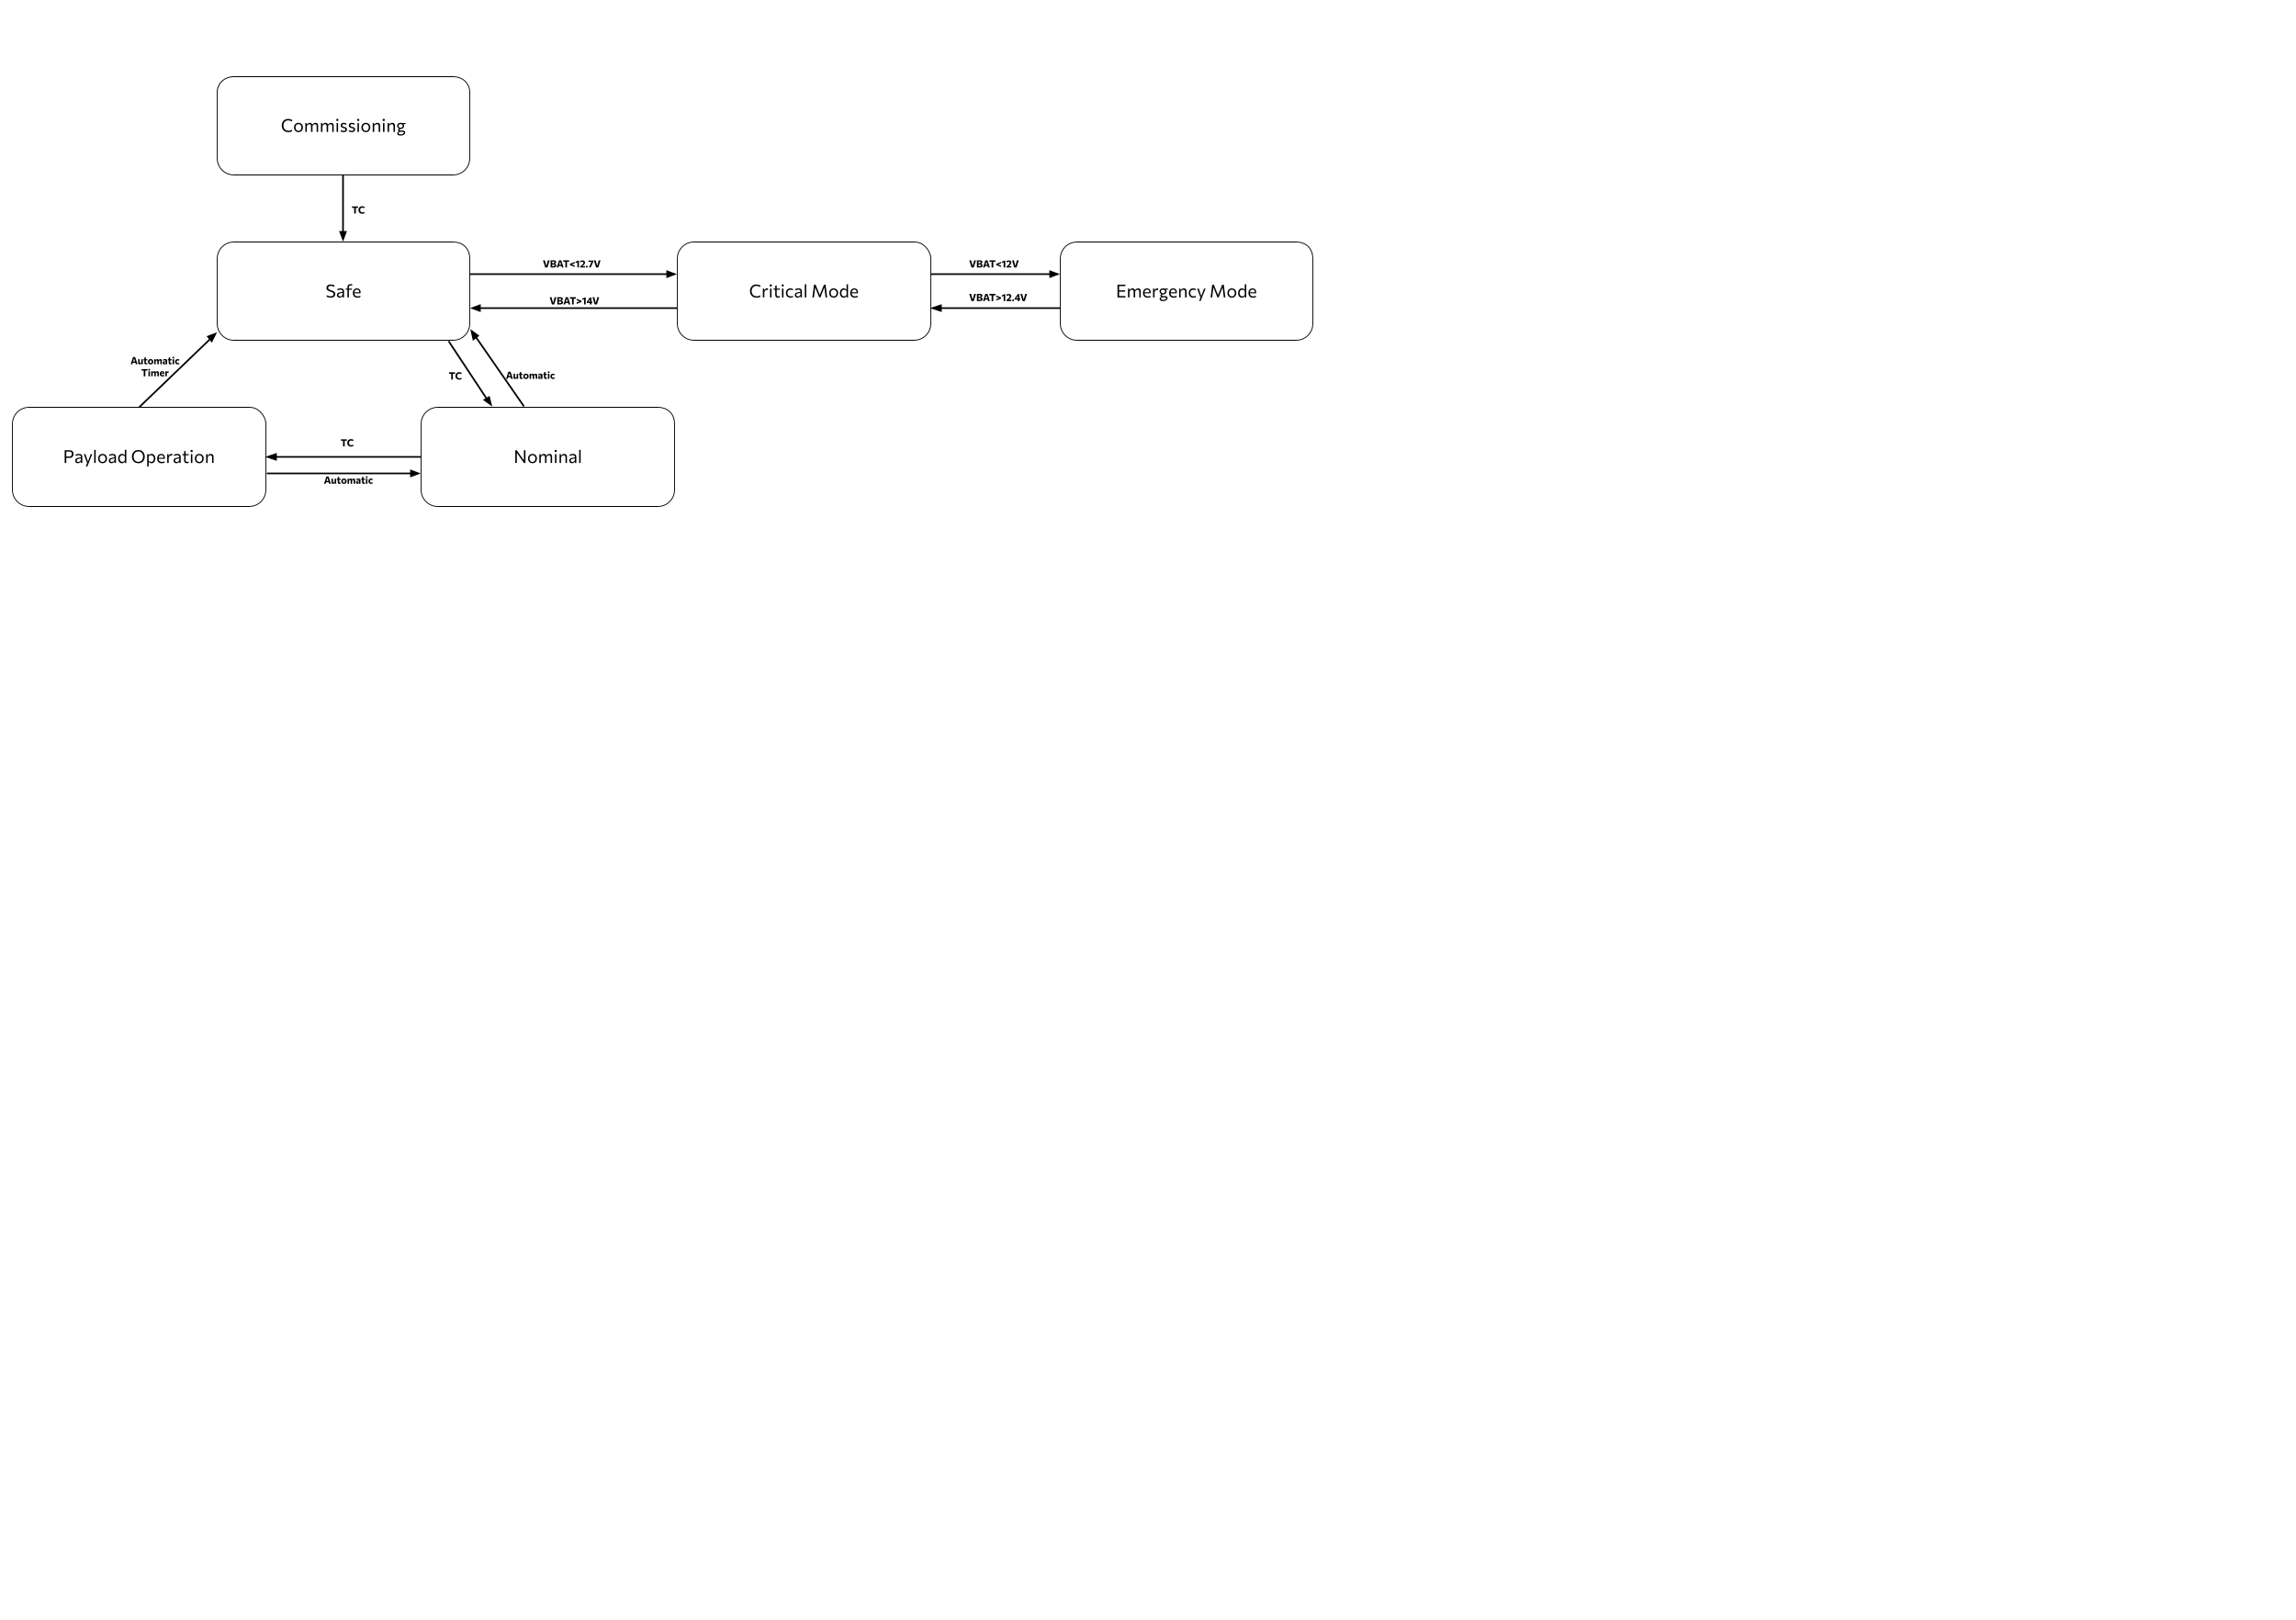 Commissioning
TC
Safe
VBAT<12.7V
VBAT>14V
Critical Mode
VBAT<12V
VBAT>12.4V
Emergency Mode
Automatic
Timer
TC
Automatic
Payload Operation
TC
Automatic
Nominal